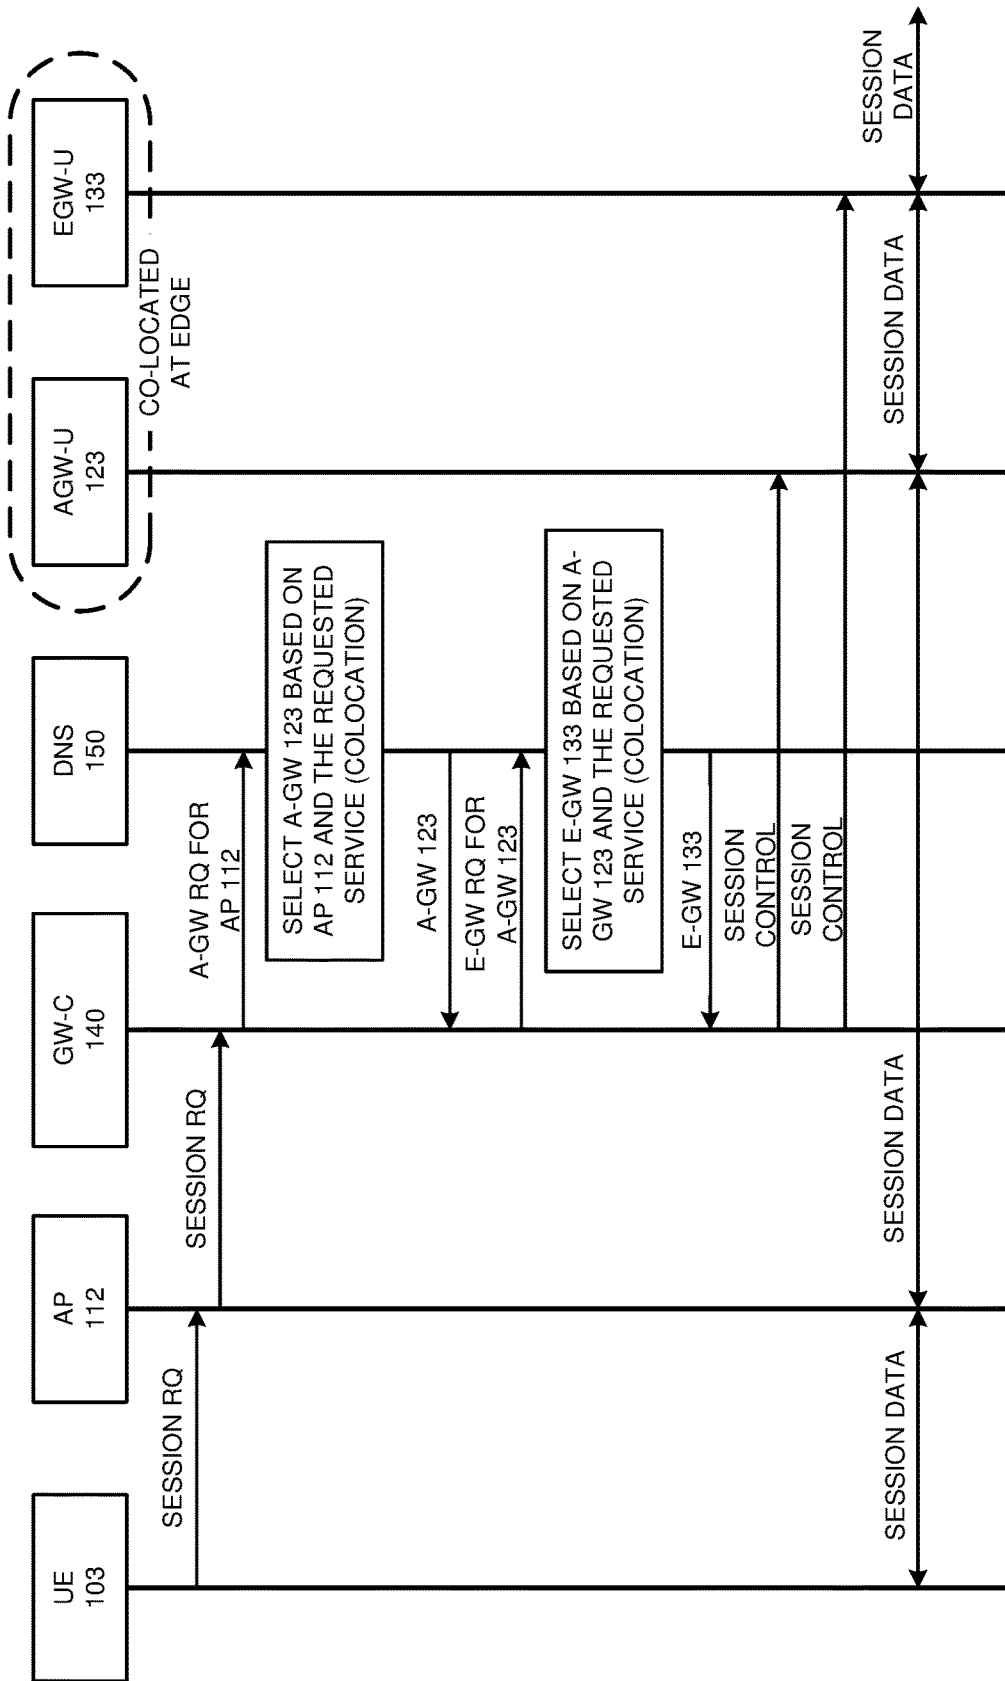 UE
103
AP
112
GW-C
140
DNS
150
AGW-U
123
EGW-U
133
CO-LOCATED
AT EDGE
SESSION RQ
SESSION RQ
A-GW RQ FOR
AP 112
SELECT A-GW 123 BASED ON
AP 112 AND THE REQUESTED
SERVICE (COLOCATION)
A-GW 123
E-GW RQ FOR
A-GW 123
SELECT E-GW 133 BASED ON A-
GW 123 AND THE REQUESTED
SERVICE (COLOCATION)
E-GW 133
SESSION
CONTROL
SESSION
CONTROL
SESSION DATA
SESSION DATA
SESSION DATA
SESSION
DATA